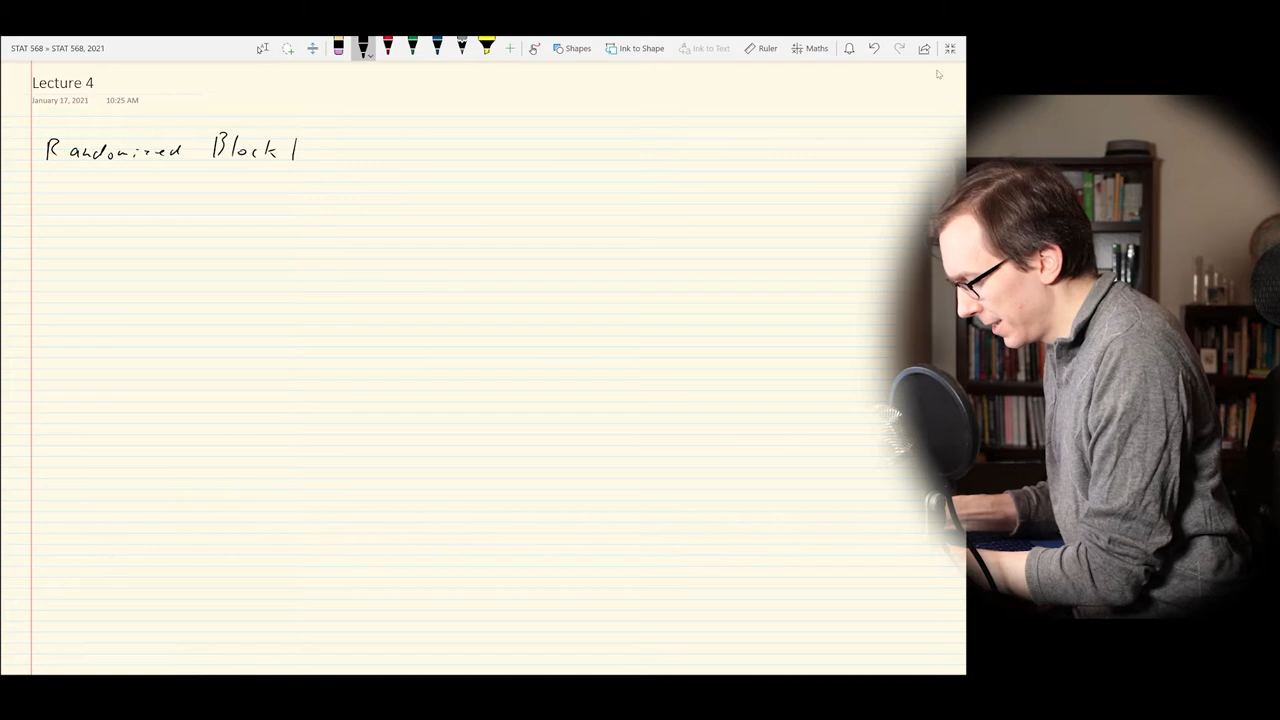 STAT 568 » STAT 568, 2021
Shapes Ink to Shape Ink to Text Ruler Maths
Lecture 4
January 17, 2021 10:25 AM
Randomized Block